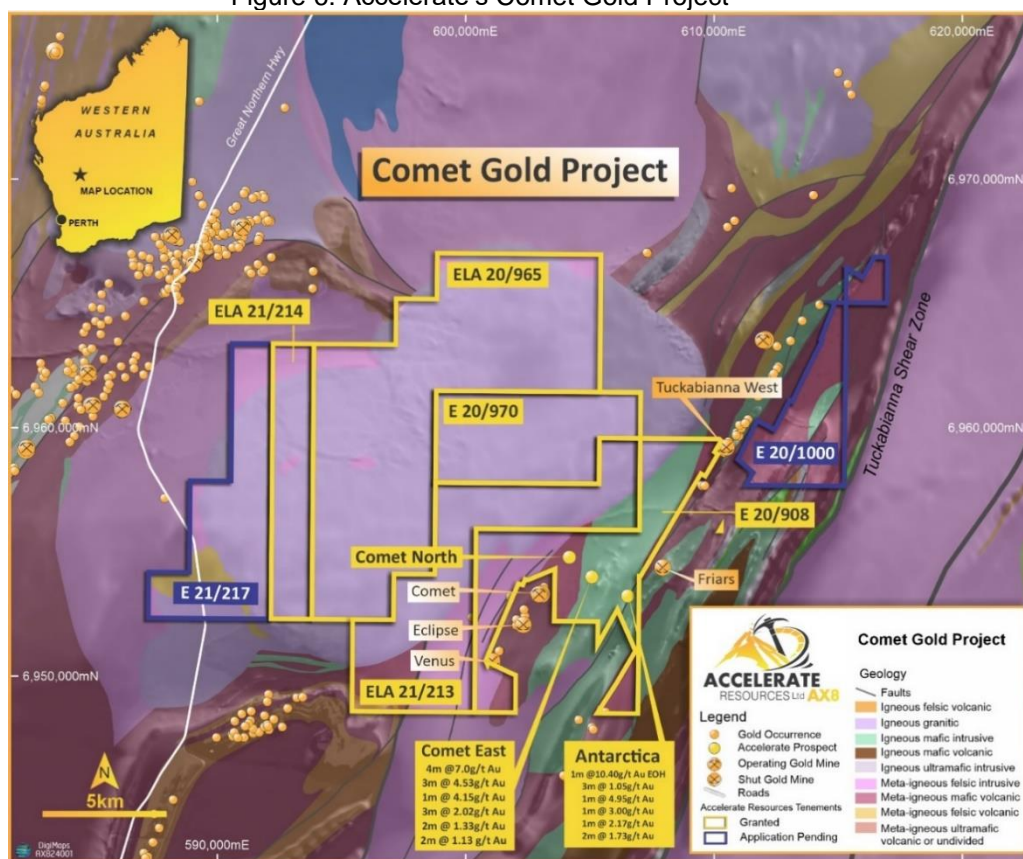 Figure 6: Accelerate's Comet Gold Project
600,000mE
610,000mE
620,000mE
Great Northern Hwy
WESTERN
AUSTRALIA
MAP LOCATION
PERTH
Comet Gold Project
6,970,000mN
ELA 20/965
ELA 21/214
Tuckabianna Shear Zone
Tuckabianna West
E 20/970
6,960,000mN
6,960,000mN
E 20/1000
E 20/908
Comet North
E 21/217
Comet
Friars
Eclipse
Venus
6,950,000mN
ELA 21/213
Comet East
4m @7.0g/t Au
3m @ 4.53g/t Au
1m @ 4.15g/t Au
3m @ 2.02g/t Au
2m @ 1.33g/t Au
2m @ 1.13 g/t Au
Antarctica
1m @10.40g/t Au EOH
3m @ 1.05g/t Au
1m @ 4.95g/t Au
1m @ 3.00g/t Au
1m @ 2.17g/t Au
2m @ 1.73g/t Au
N
5km
590,000mE
DigiMaps
AX824001
ACCELERATE
RESOURCES Ltd AX8
Legend
Gold Occurrence
Accelerate Prospect
Operating Gold Mine
Shut Gold Mine
Roads
Accelerate Resources Tenements
Granted
Application Pending
Comet Gold Project
Geology
Faults
Igneous felsic volcanic
Igneous granitic
Igneous mafic intrusive
Igneous mafic volcanic
Igneous ultramafic intrusive
Meta-igneous felsic intrusive
Meta-igneous mafic volcanic
Meta-igneous felsic volcanic
Meta-igneous ultramafic
volcanic or undivided